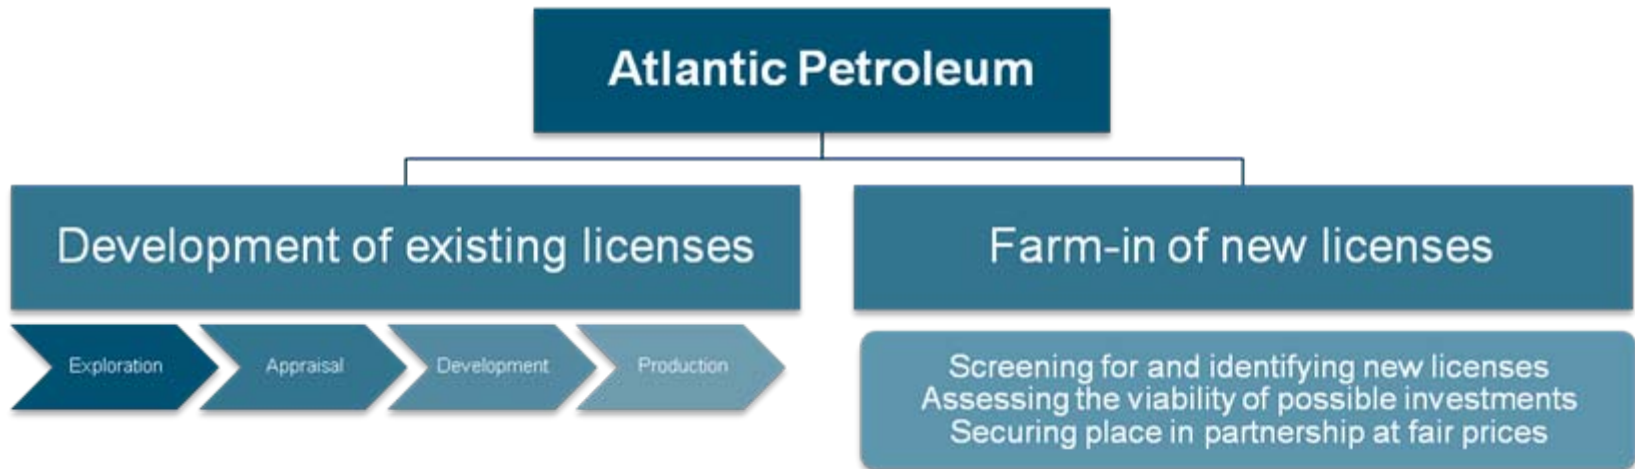 Atlantic Petroleum
Development of existing licenses
Farm-in of new licenses
Exploration
Appraisal
Development
Production
Screening for and identifying new licenses
Assessing the viability of possible investments
Securing place in partnership at fair prices